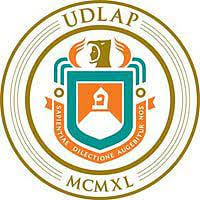 UDLAP
SAPIENTIAE DILECTIONE AUGEBITUR NOS
MCMXL